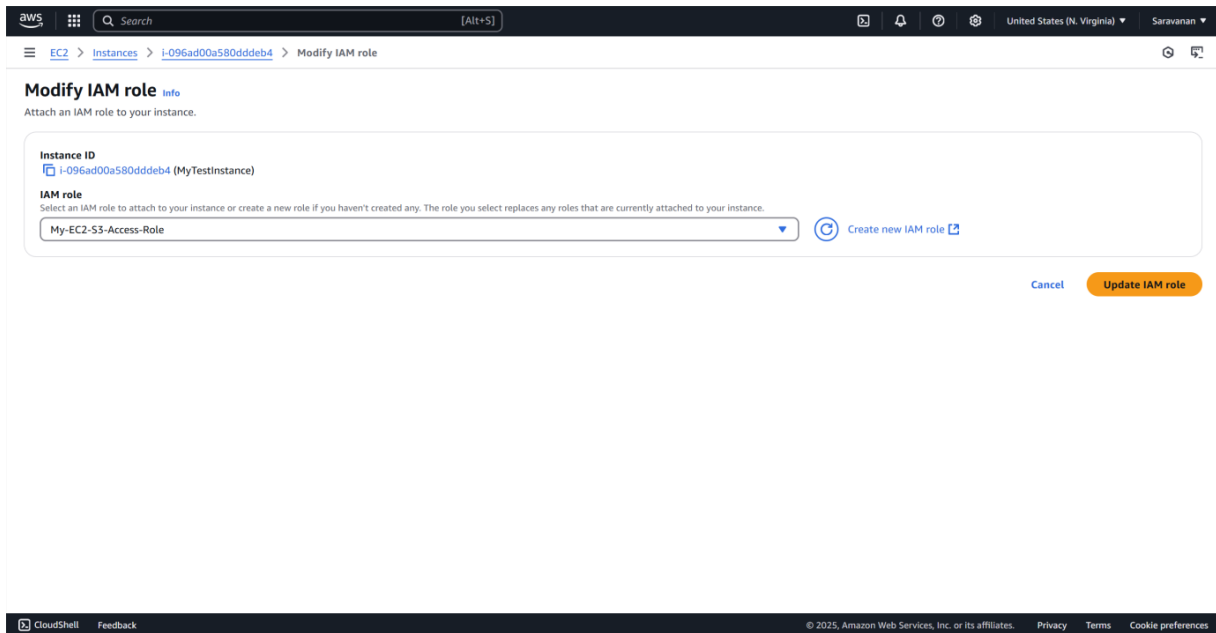 aws Search [Alt+S] United States (N. Virginia) Saravanan
EC2 > Instances > i-096ad00a580dddeb4 > Modify IAM role
Modify IAM role Info
Attach an IAM role to your instance.
Instance ID
i-096ad00a580dddeb4 (MyTestInstance)
IAM role
Select an IAM role to attach to your instance or create a new role if you haven't created any. The role you select replaces any roles that are currently attached to your instance.
My-EC2-S3-Access-Role Create new IAM role
Cancel Update IAM role
CloudShell Feedback © 2025, Amazon Web Services, Inc. or its affiliates. Privacy Terms Cookie preferences